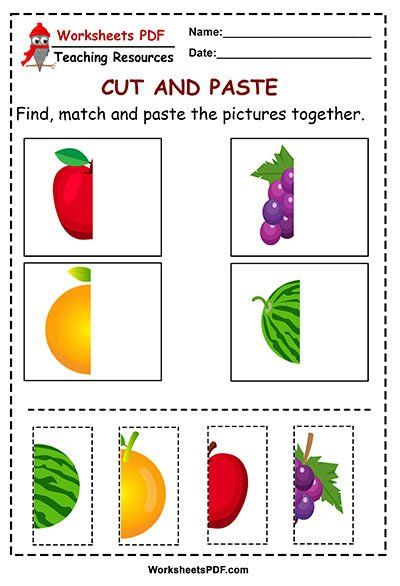 Worksheets PDF
Teaching Resources
Name:
Date:
CUT AND PASTE
Find, match and paste the pictures together.
WorksheetsPDF.com